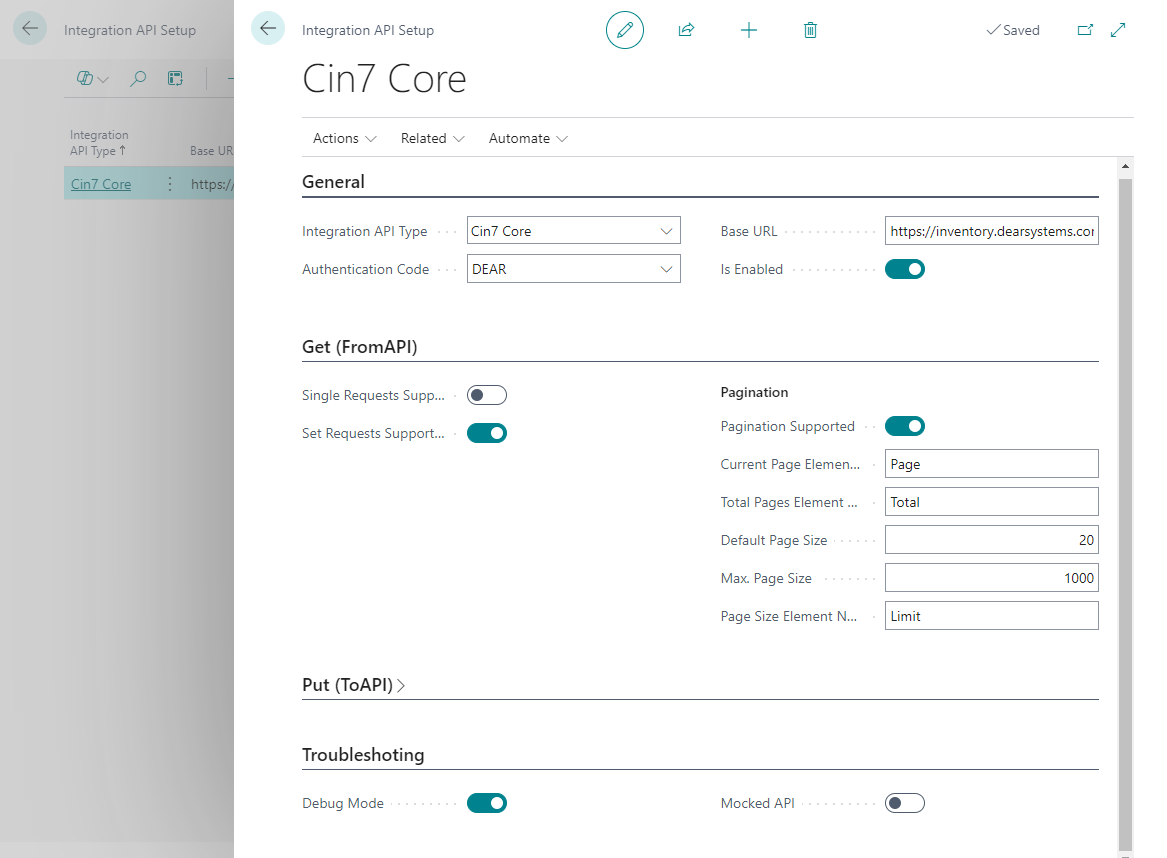 Integration API Setup
Integration
API Type ↑
Base UR
Cin7 Core
https:/
Integration API Setup
Saved
Cin7 Core
Actions
Related
Automate
General
Integration API Type
Cin7 Core
Base URL
https://inventory.dearsystems.cor
Authentication Code
DEAR
Is Enabled
Get (FromAPI)
Single Requests Supp...
Set Requests Support...
Pagination
Pagination Supported
Current Page Elemen...
Page
Total Pages Element ...
Total
Default Page Size
20
Max. Page Size
1000
Page Size Element N...
Limit
Put (ToAPI)
Troubleshoting
Debug Mode
Mocked API